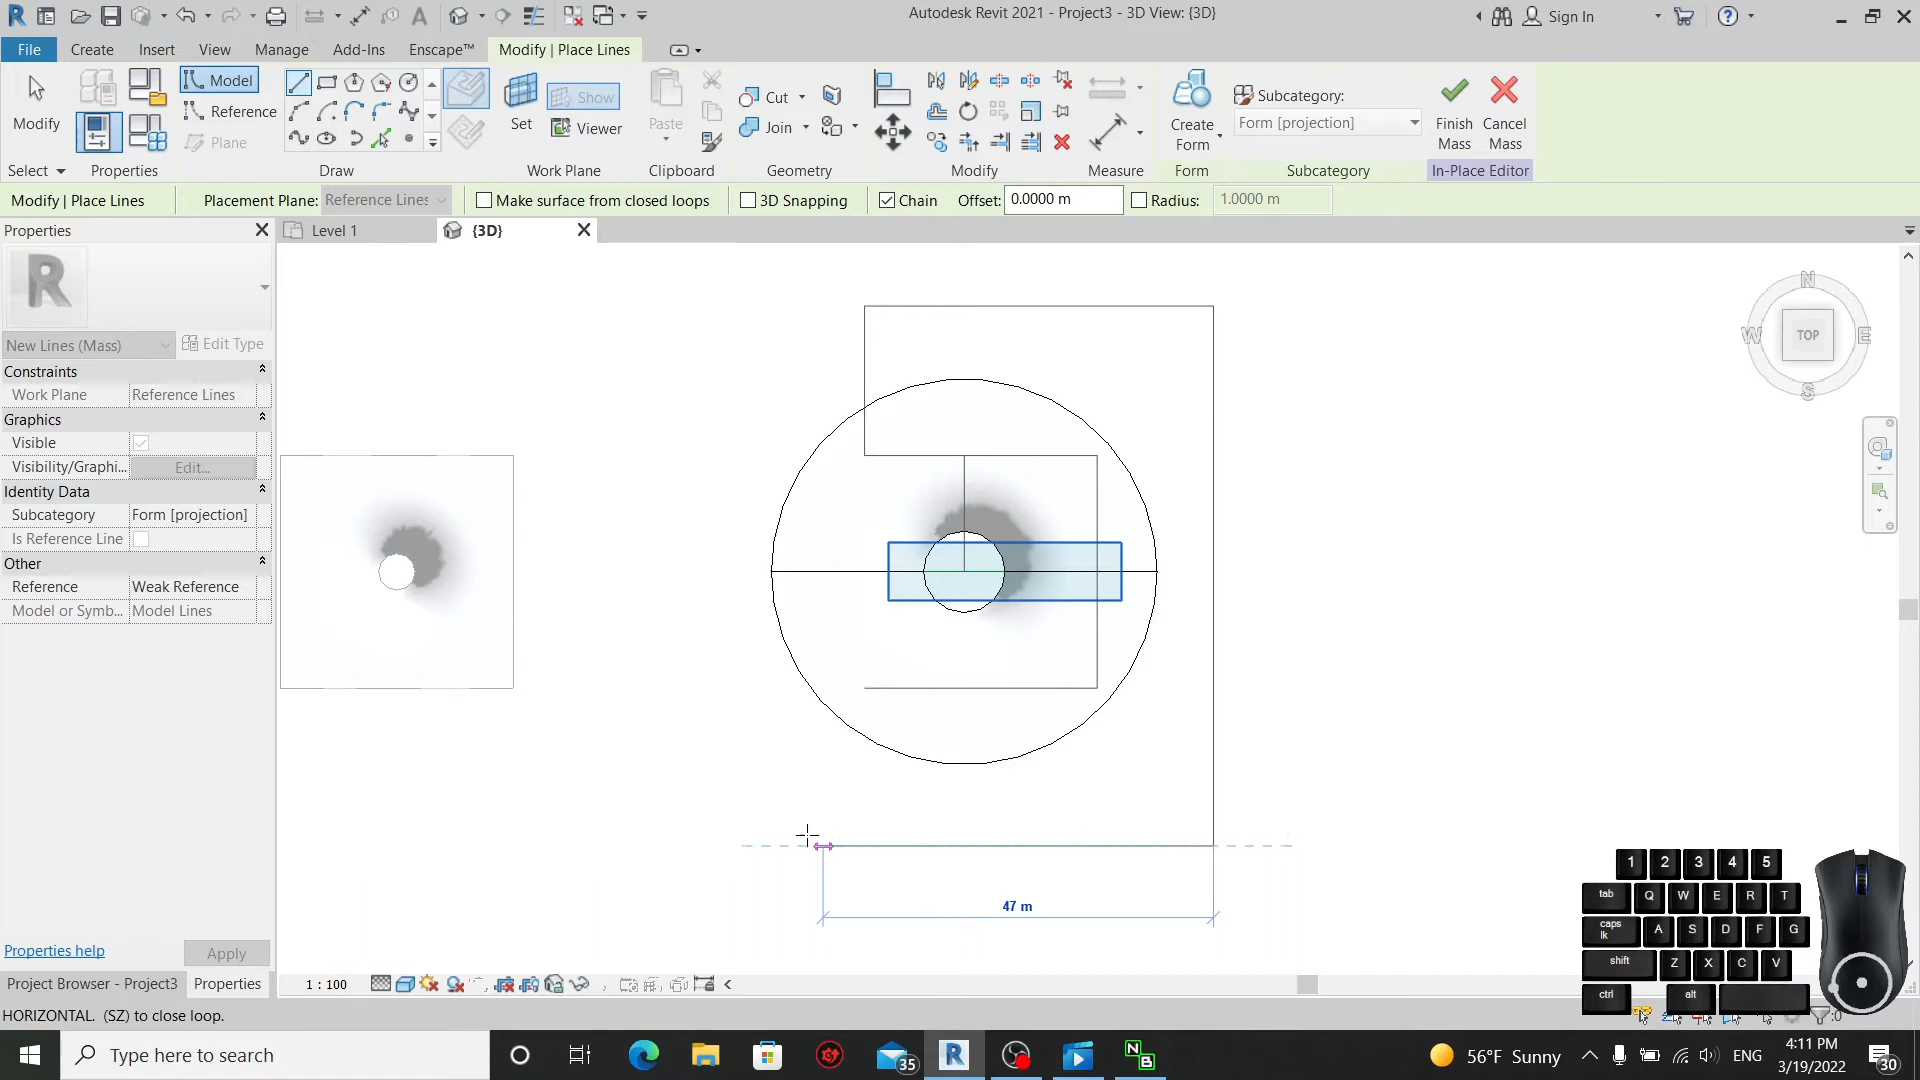 Autodesk Revit 2021 - Project3 - 3D View: {3D}
Sign In
File
Create
Insert
View
Manage
Add-Ins
Enscape™
Modify | Place Lines
Modify
Model
Reference
Plane
Set
Show
Viewer
Paste
Cut
Join
Create
Form
Subcategory:
Form [projection]
Finish
Mass
Cancel
Mass
Select
Properties
Draw
Work Plane
Clipboard
Geometry
Modify
Measure
Form
Subcategory
In-Place Editor
Modify | Place Lines
Placement Plane:
Reference Lines
Make surface from closed loops
3D Snapping
Chain
Offset:
0.0000 m
Radius:
1.0000 m
Properties
Level 1
{3D}
R
New Lines (Mass)
Edit Type
Constraints
Work Plane
Reference Lines
Graphics
Visible
Visibility/Graphi...
Edit...
Identity Data
Subcategory
Form [projection]
Is Reference Line
Other
Reference
Weak Reference
Model or Symb...
Model Lines
N
W
TOP
E
S
47 m
Properties help
Apply
Project Browser - Project3
Properties
1 : 100
HORIZONTAL. (SZ) to close loop.
:0
1 2 3 4 5
tab Q W E R T
caps lk A S D F G
shift Z X C V
ctrl alt
Type here to search
35
R
N B
56°F Sunny
ENG
4:11 PM
3/19/2022
30